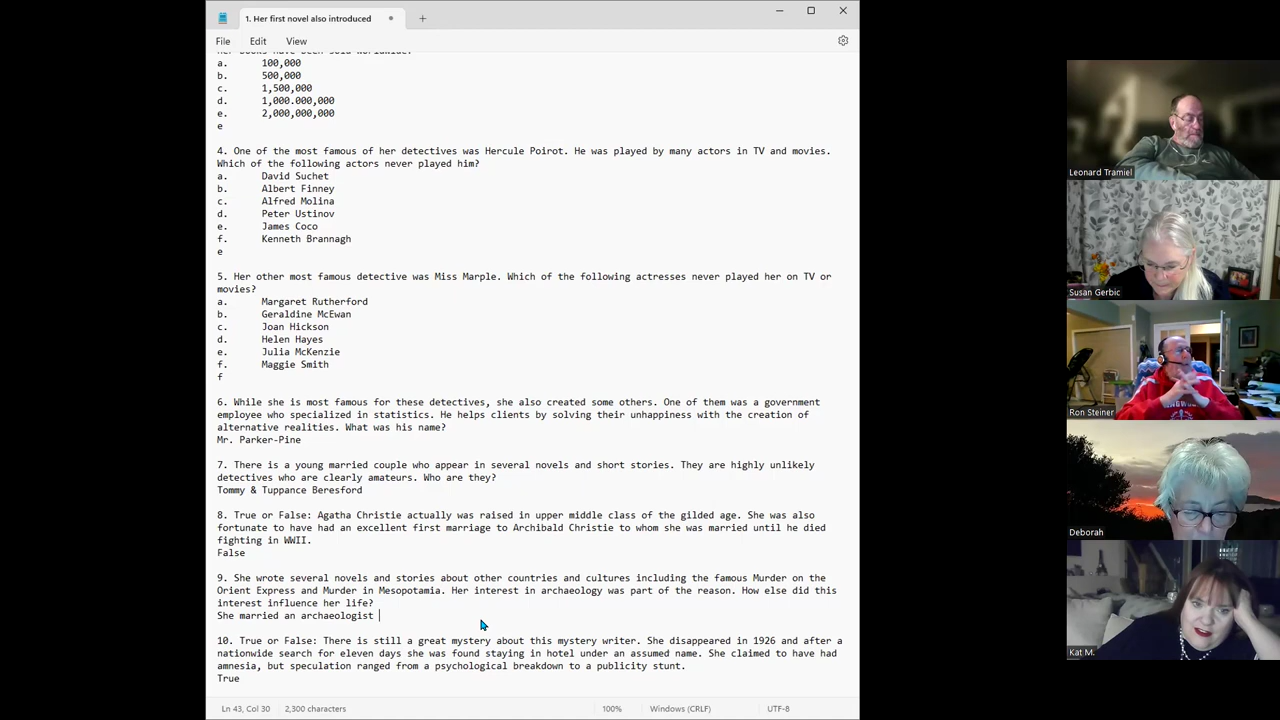 1. Her first novel also introduced
File Edit View
her books have been sold worldwide.
a. 100,000
b. 500,000
c. 1,500,000
d. 1,000.000,000
e. 2,000,000,000
e
4. One of the most famous of her detectives was Hercule Poirot. He was played by many actors in TV and movies.
Which of the following actors never played him?
a. David Suchet
b. Albert Finney
c. Alfred Molina
d. Peter Ustinov
e. James Coco
f. Kenneth Brannagh
e
5. Her other most famous detective was Miss Marple. Which of the following actresses never played her on TV or
movies?
a. Margaret Rutherford
b. Geraldine McEwan
c. Joan Hickson
d. Helen Hayes
e. Julia McKenzie
f. Maggie Smith
f
6. While she is most famous for these detectives, she also created some others. One of them was a government
employee who specialized in statistics. He helps clients by solving their unhappiness with the creation of
alternative realities. What was his name?
Mr. Parker-Pine
7. There is a young married couple who appear in several novels and short stories. They are highly unlikely
detectives who are clearly amateurs. Who are they?
Tommy & Tuppance Beresford
8. True or False: Agatha Christie actually was raised in upper middle class of the gilded age. She was also
fortunate to have had an excellent first marriage to Archibald Christie to whom she was married until he died
fighting in WWII.
False
9. She wrote several novels and stories about other countries and cultures including the famous Murder on the
Orient Express and Murder in Mesopotamia. Her interest in archaeology was part of the reason. How else did this
interest influence her life?
She married an archaeologist
10. True or False: There is still a great mystery about this mystery writer. She disappeared in 1926 and after a
nationwide search for eleven days she was found staying in hotel under an assumed name. She claimed to have had
amnesia, but speculation ranged from a psychological breakdown to a publicity stunt.
True
Ln 43, Col 30 2,300 characters 100% Windows (CRLF) UTF-8
Leonard Tramiel
Susan Gerbic
Ron Steiner
Deborah
Kat M.